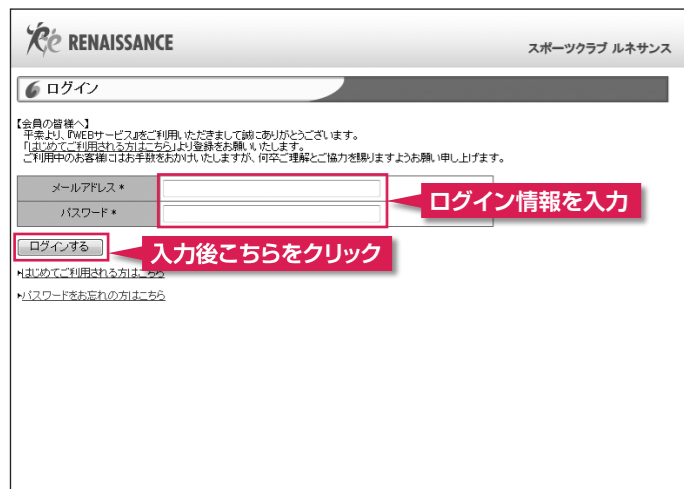 Ré RENAISSANCE
スポーツクラブ ルネサンス
ログイン
【会員の皆様へ】
平素より、『WEBサービス』をご利用いただきまして誠にありがとうございます。
「はじめてご利用される方はこちら」より登録をお願いいたします。
ご利用中のお客様にはお手数をおかけいたしますが、何卒ご理解とご協力を賜りますようお願い申し上げます。
メールアドレス *
ログイン情報を入力
パスワード *
ログインする
入力後こちらをクリック
はじめてご利用される方はこちら
パスワードをお忘れの方はこちら